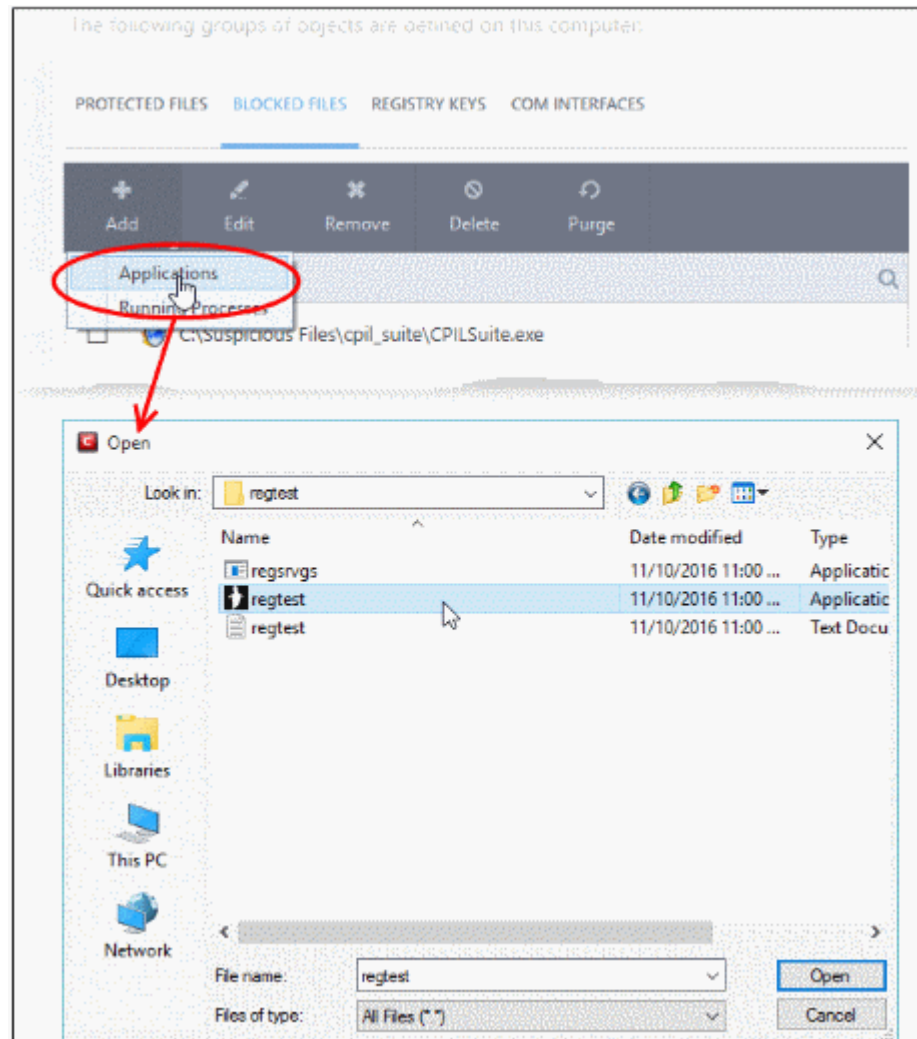 The following groups of objects are defined on this computer:
PROTECTED FILES BLOCKED FILES REGISTRY KEYS COM INTERFACES
Add Edit Remove Delete Purge
Applications
Running Processes
C:\Suspicious Files\cpil_suite\CPILSuite.exe
Open
Look in: regtest
Name Date modified Type
regsrvgs 11/10/2016 11:00 ... Applicatic
regtest 11/10/2016 11:00 ... Applicatic
regtest 11/10/2016 11:00 ... Text Docu
Quick access
Desktop
Libraries
This PC
Network
File name: regtest Open
Files of type: All Files (*.*) Cancel